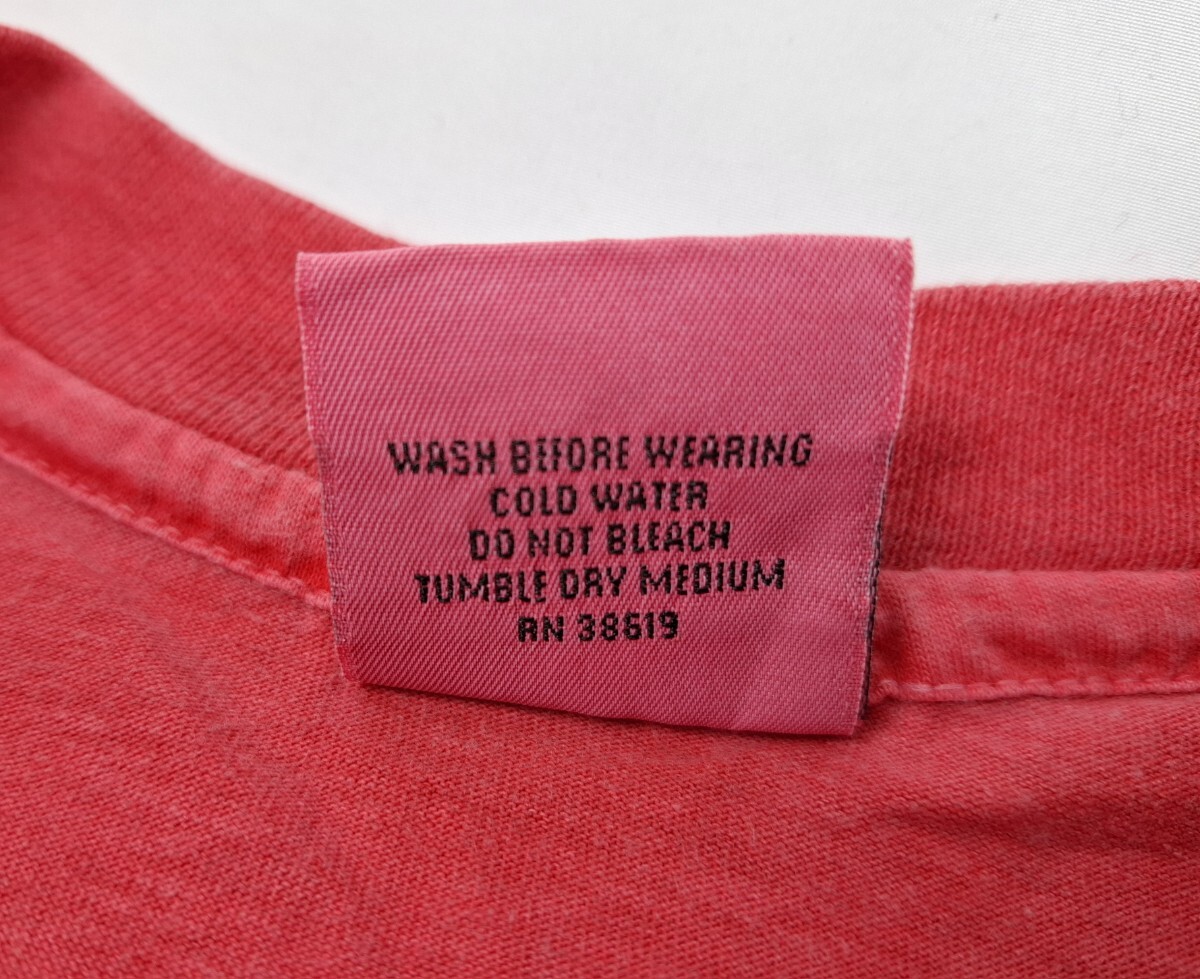 WASH BEFORE WEARING
COLD WATER
DO NOT BLEACH
TUMBLE DRY MEDIUM
RN 38619